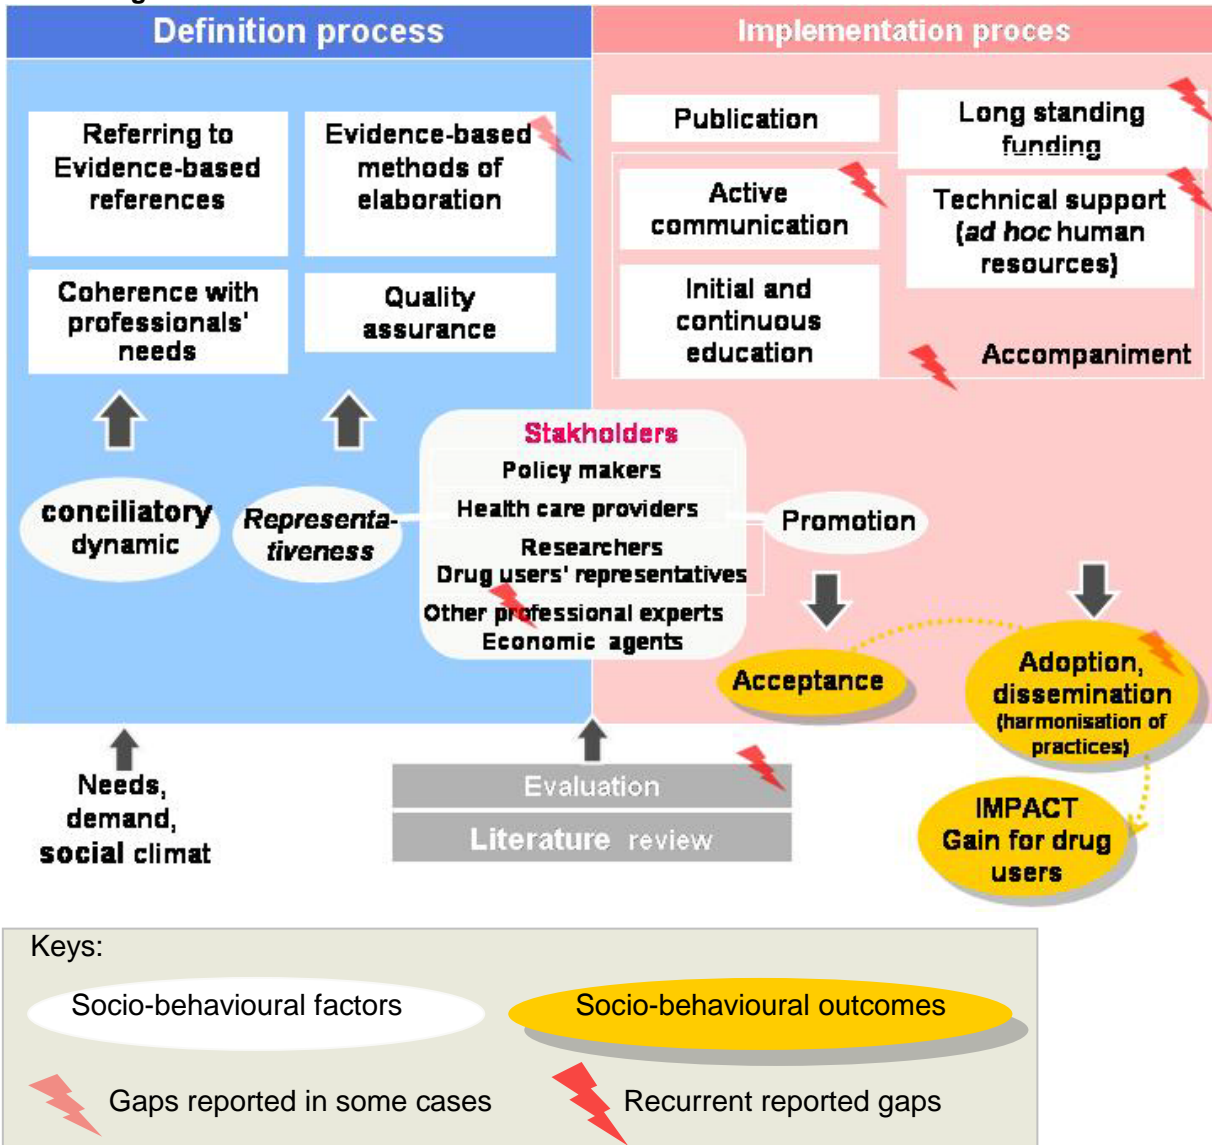 Definition process
Implementation proces
Referring to
Evidence-based
references
Evidence-based
methods of
elaboration
Coherence with
professionals'
needs
Quality
assurance
Publication
Long standing
funding
Active
communication
Technical support
(ad hoc human
resources)
Initial and
continuous
education
Accompaniment
conciliatory
dynamic
Representa-
tiveness
Stakholders
Policy makers
Health care providers
Researchers
Drug users' representatives
Other professional experts
Economic agents
Promotion
Acceptance
Adoption,
dissemination
(harmonisation of
practices)
Needs,
demand,
social climat
Evaluation
Literature review
IMPACT
Gain for drug
users
Keys:
Socio-behavioural factors
Socio-behavioural outcomes
Gaps reported in some cases
Recurrent reported gaps